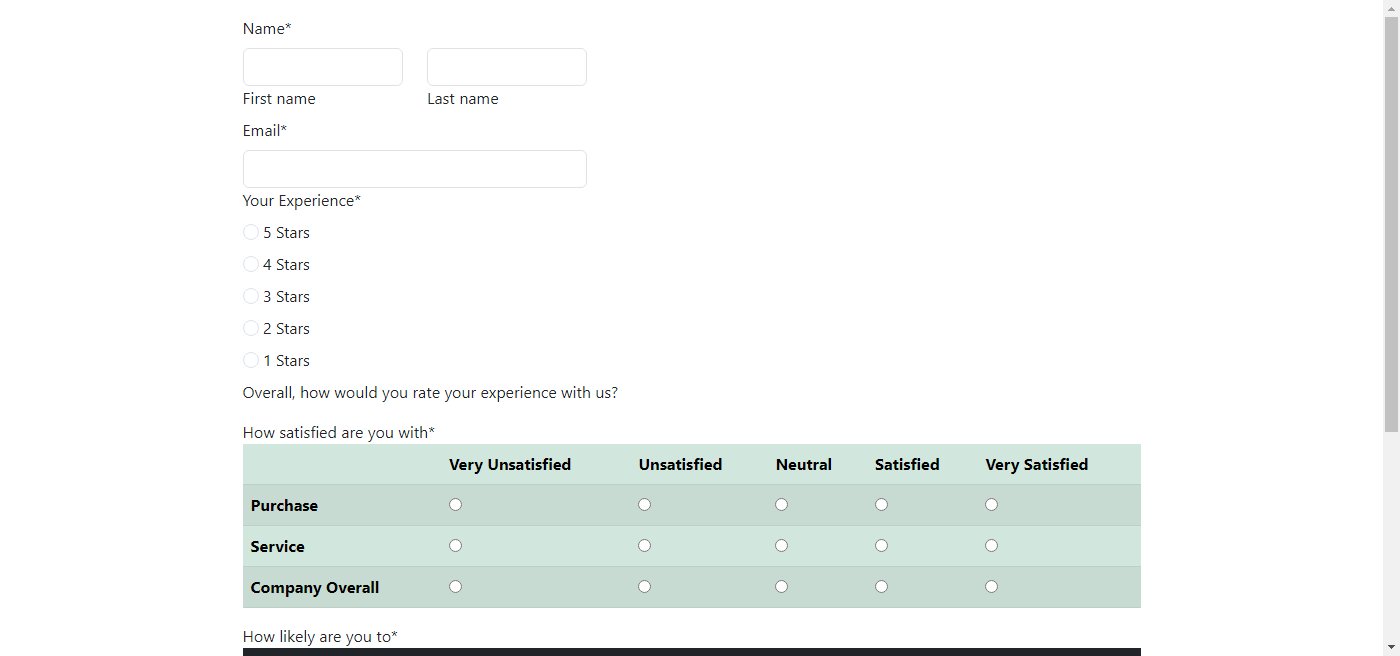 Name*
First name Last name
Email*
Your Experience*
5 Stars
4 Stars
3 Stars
2 Stars
1 Stars
Overall, how would you rate your experience with us?
How satisfied are you with*
Very Unsatisfied Unsatisfied Neutral Satisfied Very Satisfied
Purchase
Service
Company Overall
How likely are you to*